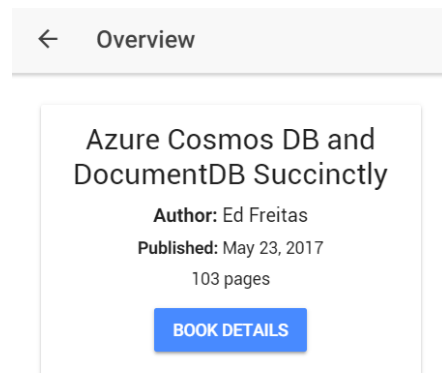 Overview
Azure Cosmos DB and
DocumentDB Succinctly
Author: Ed Freitas
Published: May 23, 2017
103 pages
BOOK DETAILS